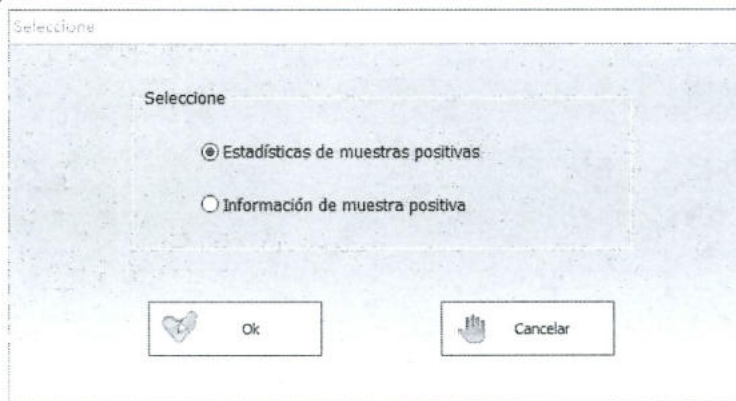 Seleccione
Seleccione
Estadísticas de muestras positivas
Información de muestra positiva
Ok
Cancelar